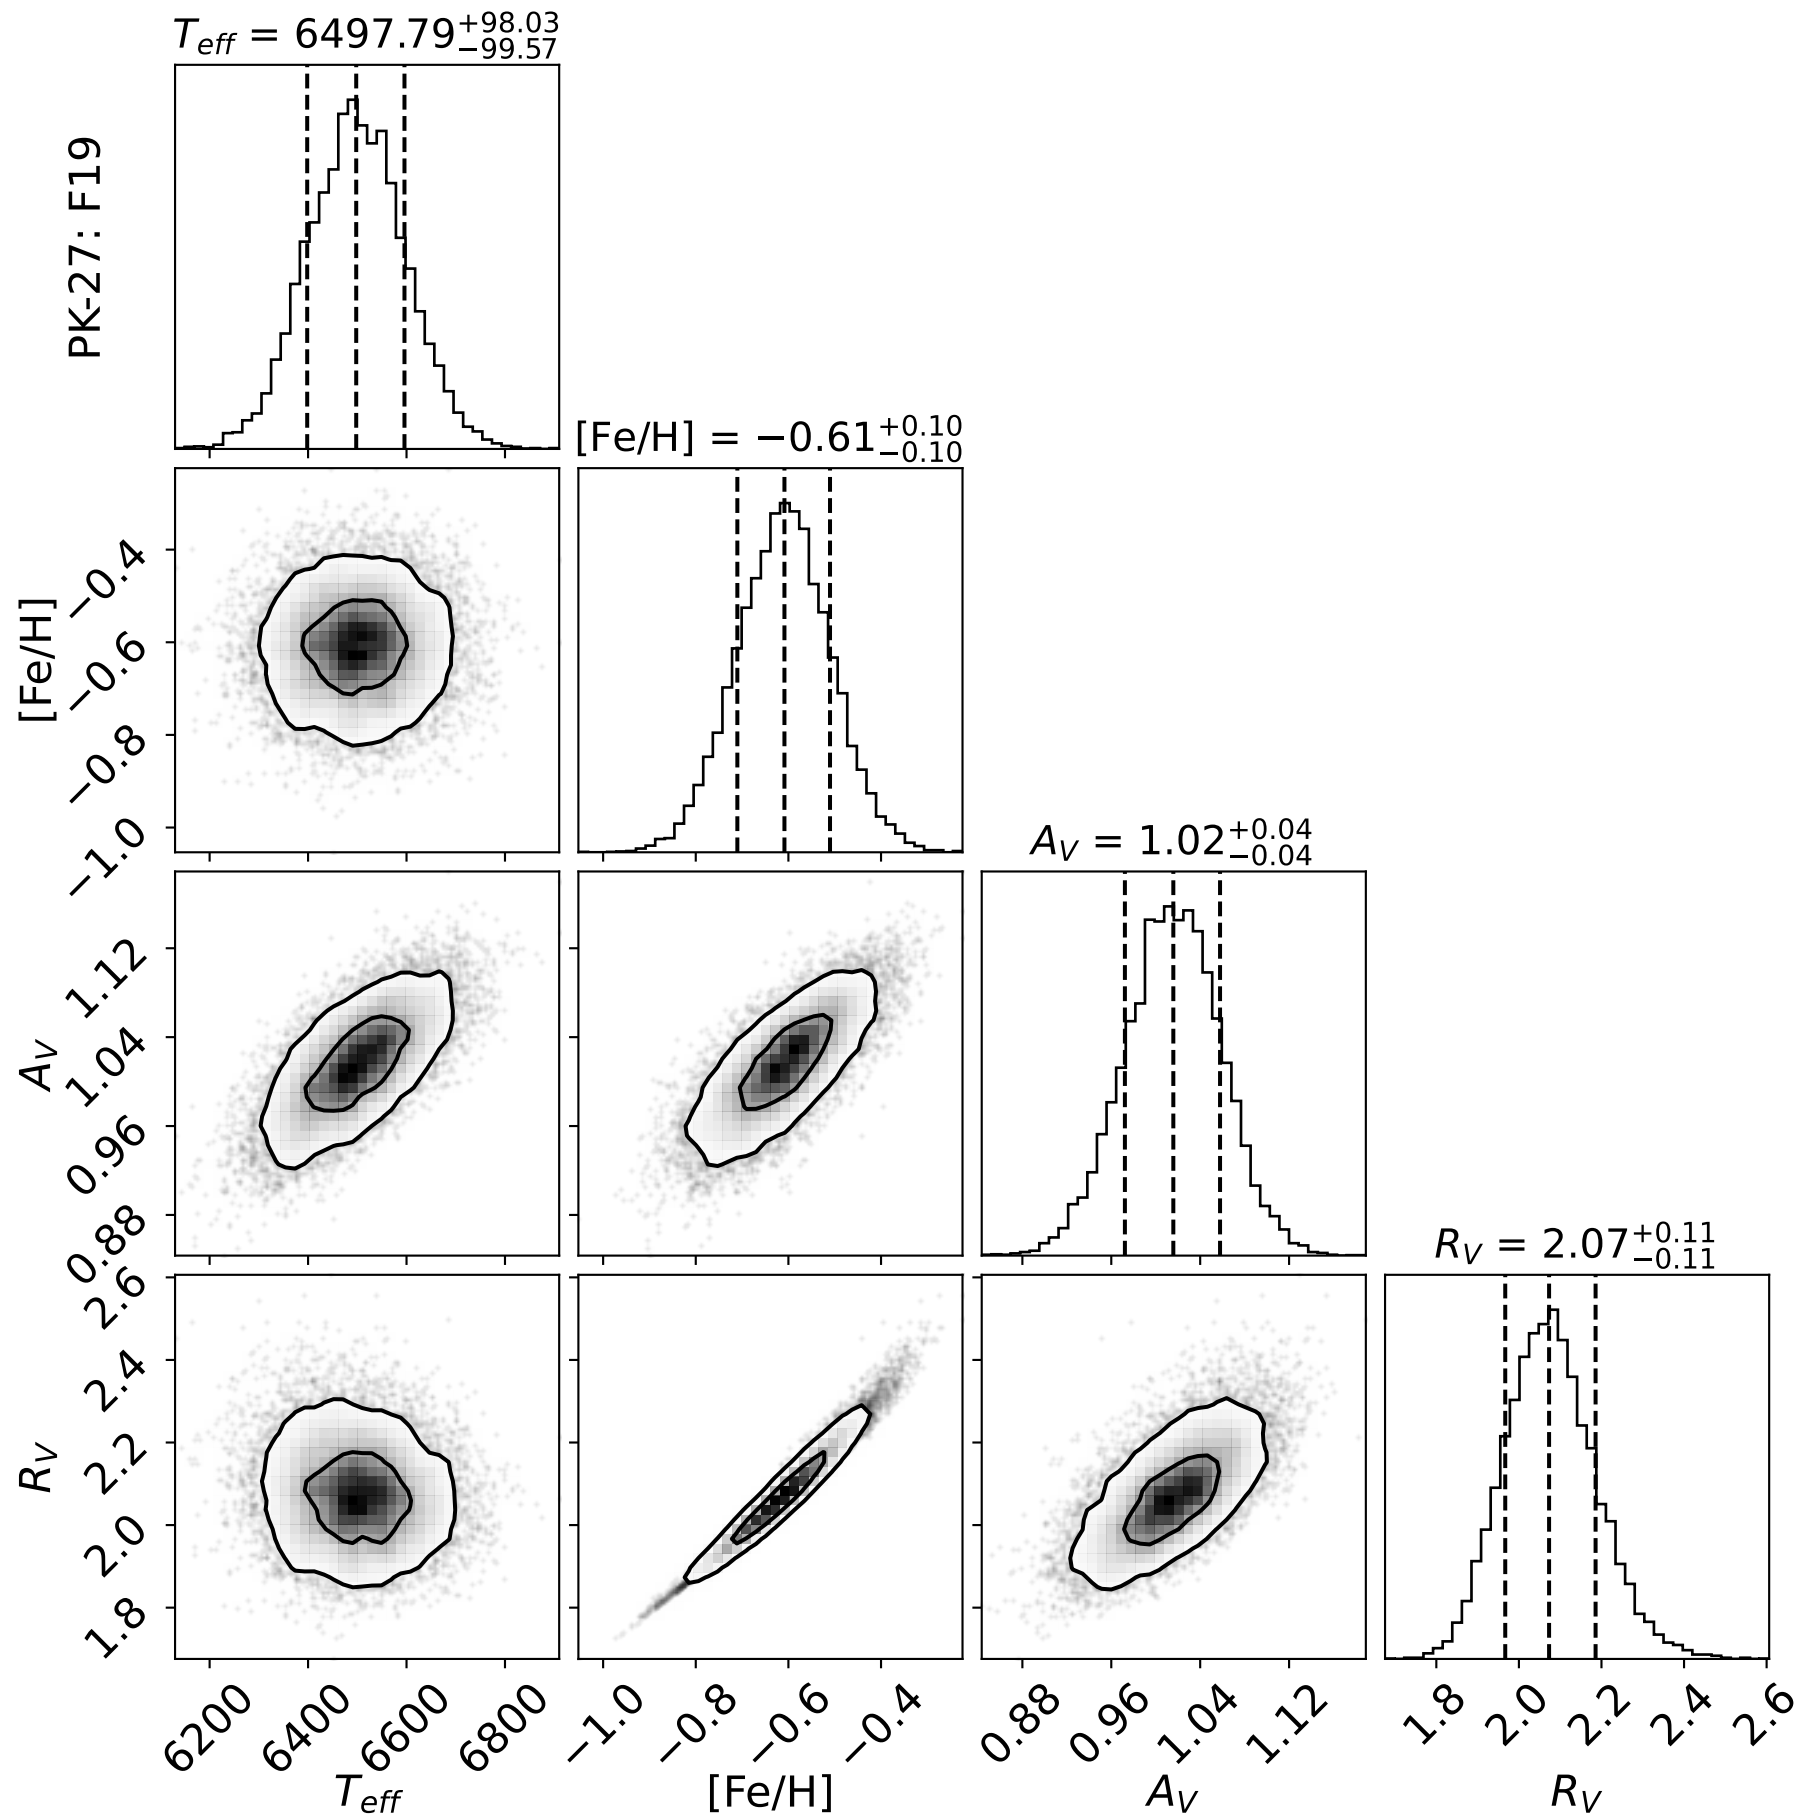 T_eff = 6497.79 +98.03 −99.57
PK-27: F19
[Fe/H] = −0.61 +0.10 −0.10
[Fe/H]
−0.4
−0.6
−0.8
−1.0
A_V = 1.02 +0.04 −0.04
A_V
1.12
1.04
0.96
0.88
R_V = 2.07 +0.11 −0.11
R_V
2.6
2.4
2.2
2.0
1.8
6200 6400 6600 6800
−1.0 −0.8 −0.6 −0.4
0.88 0.96 1.04 1.12
1.8 2.0 2.2 2.4 2.6
T_eff
[Fe/H]
A_V
R_V